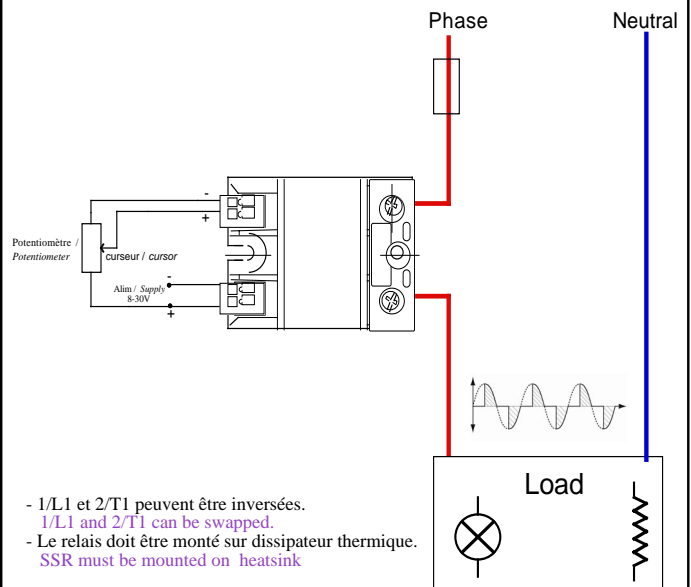 Phase
Neutral
-
+
Potentiomètre /
Potentiometer
curseur / cursor
-
Alim / Supply
8-30V
+
Load
- 1/L1 et 2/T1 peuvent être inversées.
1/L1 and 2/T1 can be swapped.
- Le relais doit être monté sur dissipateur thermique.
SSR must be mounted on heatsink